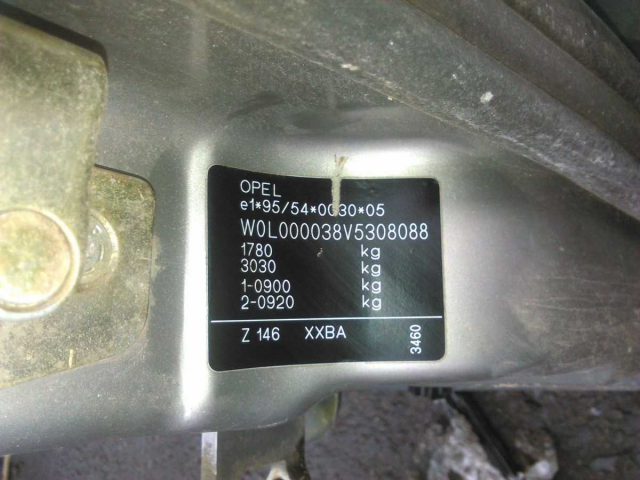 OPEL
e1*95/54*0030*05
W0L000038V5308088
1780 kg
3030 kg
1-0900 kg
2-0920 kg
Z 146 XXBA 3460